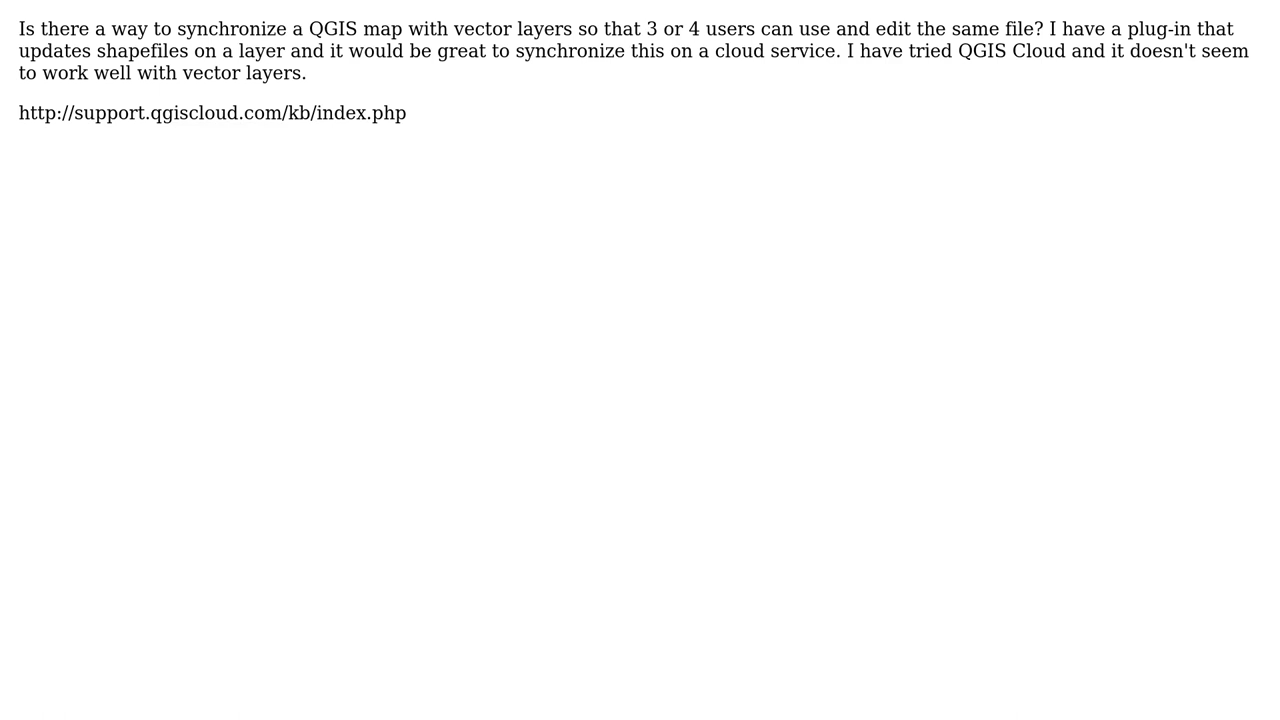 Is there a way to synchronize a QGIS map with vector layers so that 3 or 4 users can use and edit the same file? I have a plug-in that
updates shapefiles on a layer and it would be great to synchronize this on a cloud service. I have tried QGIS Cloud and it doesn't seem
to work well with vector layers.
http://support.qgiscloud.com/kb/index.php